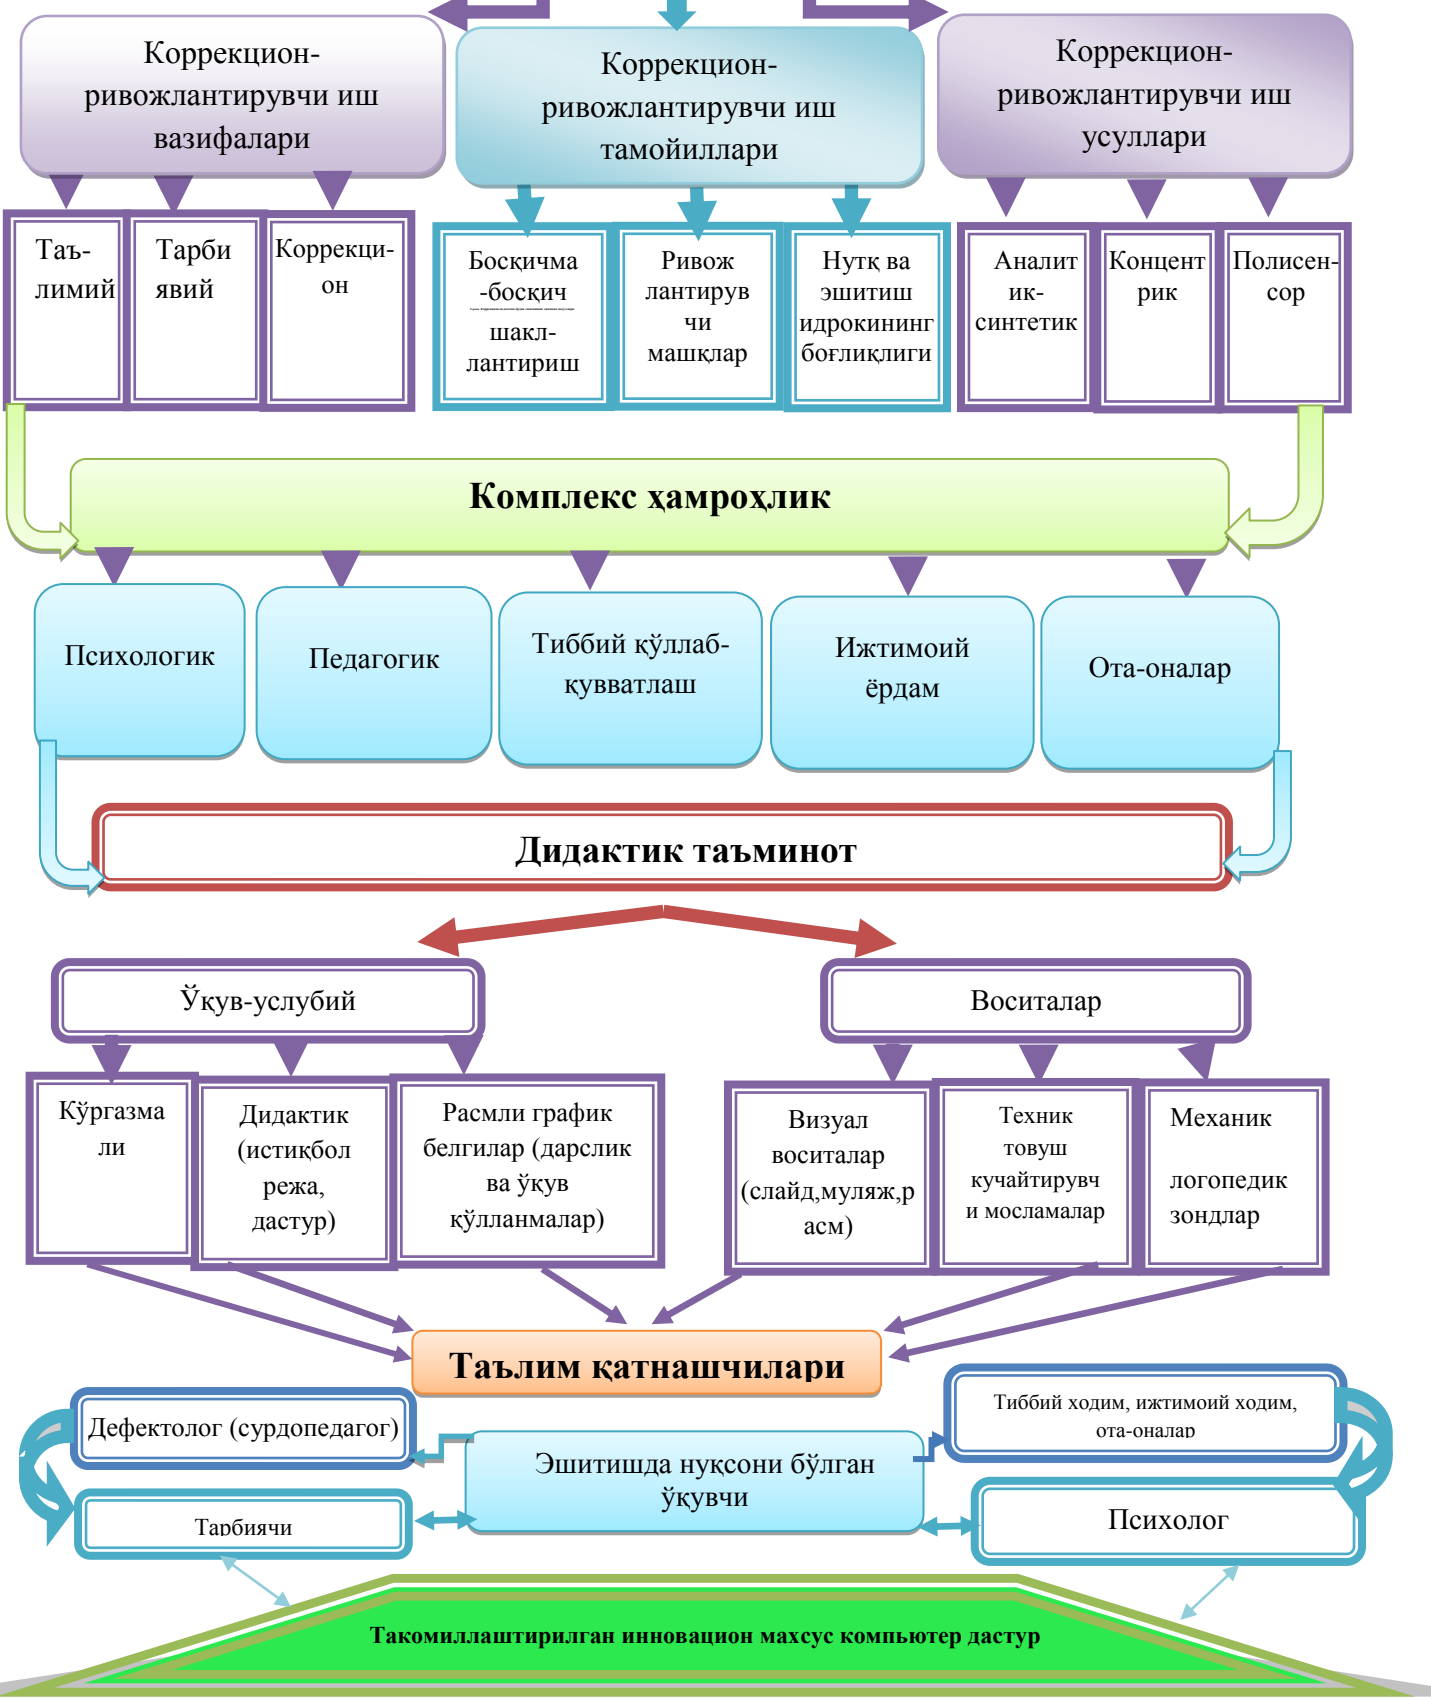 Коррекцион-
ривожлантирувчи иш
вазифалари
Коррекцион-
ривожлантирувчи иш
тамойиллари
Коррекцион-
ривожлантирувчи иш
усуллари
Таъ-
лимий
Тарби
явий
Коррекци-
он
Босқичма
-босқич
шакл-
лантириш
Ривож
лантирув
чи
машқлар
Нутқ ва
эшитиш
идрокининг
боғлиқлиги
Аналит
ик-
синтетик
Концент
рик
Полисен-
сор
Комплекс ҳамроҳлик
Психологик
Педагогик
Тиббий қўллаб-
қувватлаш
Ижтимоий
ёрдам
Ота-оналар
Дидактик таъминот
Ўқув-услубий
Воситалар
Кўргазма
ли
Дидактик
(истиқбол
режа,
дастур)
Расмли график
белгилар (дарслик
ва ўқув
қўлланмалар)
Визуал
воситалар
(слайд,муляж,р
асм)
Техник
товуш
кучайтирувч
и мосламалар
Механик
логопедик
зондлар
Таълим қатнашчилари
Дефектолог (сурдопедагог)
Тиббий ходим, ижтимоий ходим,
ота-оналар
Эшитишда нуқсони бўлган
ўқувчи
Тарбиячи
Психолог
Такомиллаштирилган инновацион махсус компьютер дастур